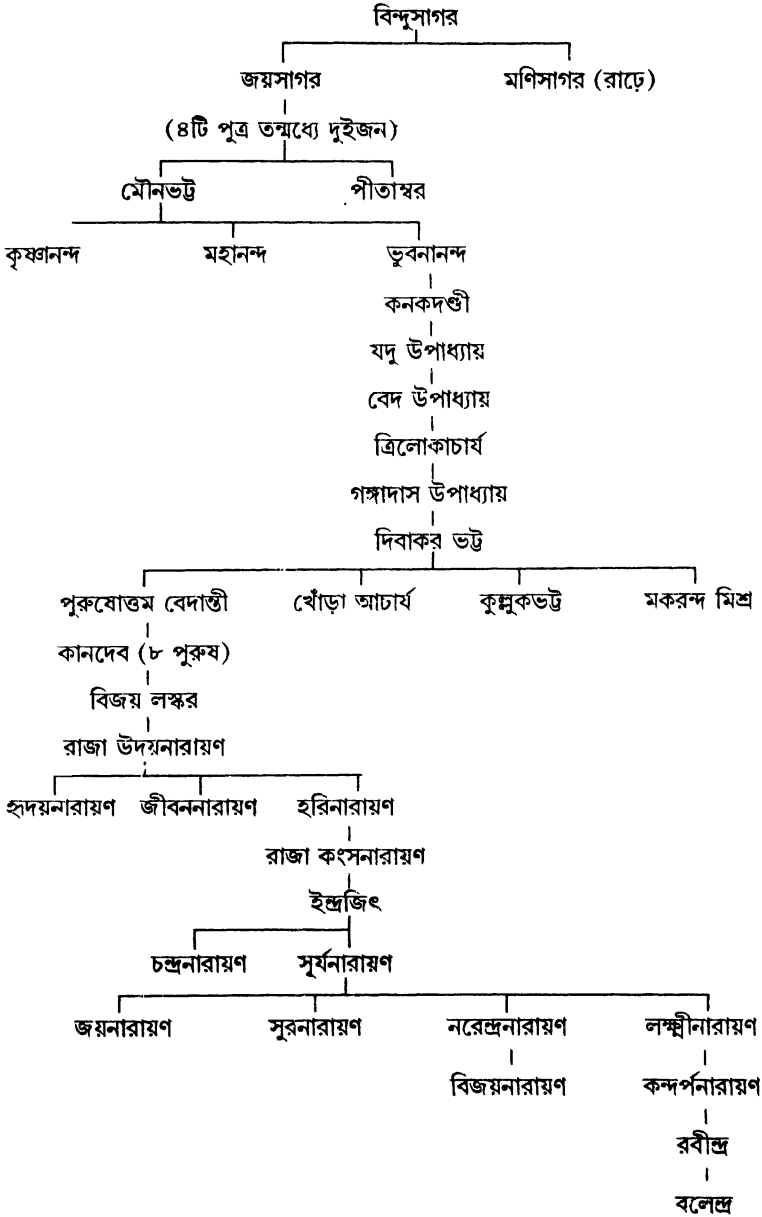 বিন্দুসাগর
জয়সাগর মণিসাগর (রাঢ়ে)
(৪টি পুত্র তন্মধ্যে দুইজন)
মৌনভট্ট পীতাম্বর
কৃষ্ণানন্দ মহানন্দ ভুবনানন্দ
কনকদণ্ডী
যদু উপাধ্যায়
বেদ উপাধ্যায়
ত্রিলোকাচার্য
গঙ্গাদাস উপাধ্যায়
দিবাকর ভট্ট
পুরুষোত্তম বেদান্তী খোঁড়া আচার্য কুল্লুকভট্ট মকরন্দ মিশ্র
কানদেব (৮ পুরুষ)
বিজয় লস্কর
রাজা উদয়নারায়ণ
হৃদয়নারায়ণ জীবননারায়ণ হরিনারায়ণ
রাজা কংসনারায়ণ
ইন্দ্রজিৎ
চন্দ্রনারায়ণ সূর্যনারায়ণ
জয়নারায়ণ সূরনারায়ণ নরেন্দ্রনারায়ণ লক্ষ্মীনারায়ণ
বিজয়নারায়ণ কন্দর্পনারায়ণ
রবীন্দ্র
বলেন্দ্র